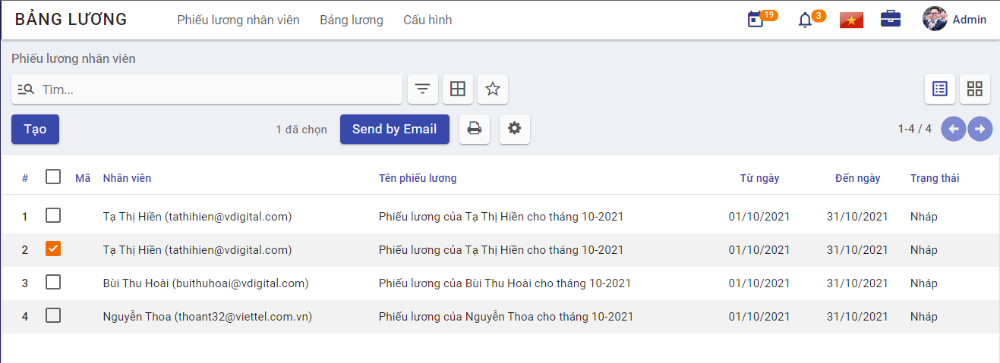 BẢNG LƯƠNG Phiếu lương nhân viên Bảng lương Cấu hình 19 3 Admin
Phiếu lương nhân viên
Tìm...
Tạo 1 đã chọn Send by Email 1-4 / 4
# Mã Nhân viên Tên phiếu lương Từ ngày Đến ngày Trạng thái
1 Tạ Thị Hiền (tathihien@vdigital.com) Phiếu lương của Tạ Thị Hiền cho tháng 10-2021 01/10/2021 31/10/2021 Nháp
2 Tạ Thị Hiền (tathihien@vdigital.com) Phiếu lương của Tạ Thị Hiền cho tháng 10-2021 01/10/2021 31/10/2021 Nháp
3 Bùi Thu Hoài (buithuhoai@vdigital.com) Phiếu lương của Bùi Thu Hoài cho tháng 10-2021 01/10/2021 31/10/2021 Nháp
4 Nguyễn Thoa (thoant32@viettel.com.vn) Phiếu lương của Nguyễn Thoa cho tháng 10-2021 01/10/2021 31/10/2021 Nháp